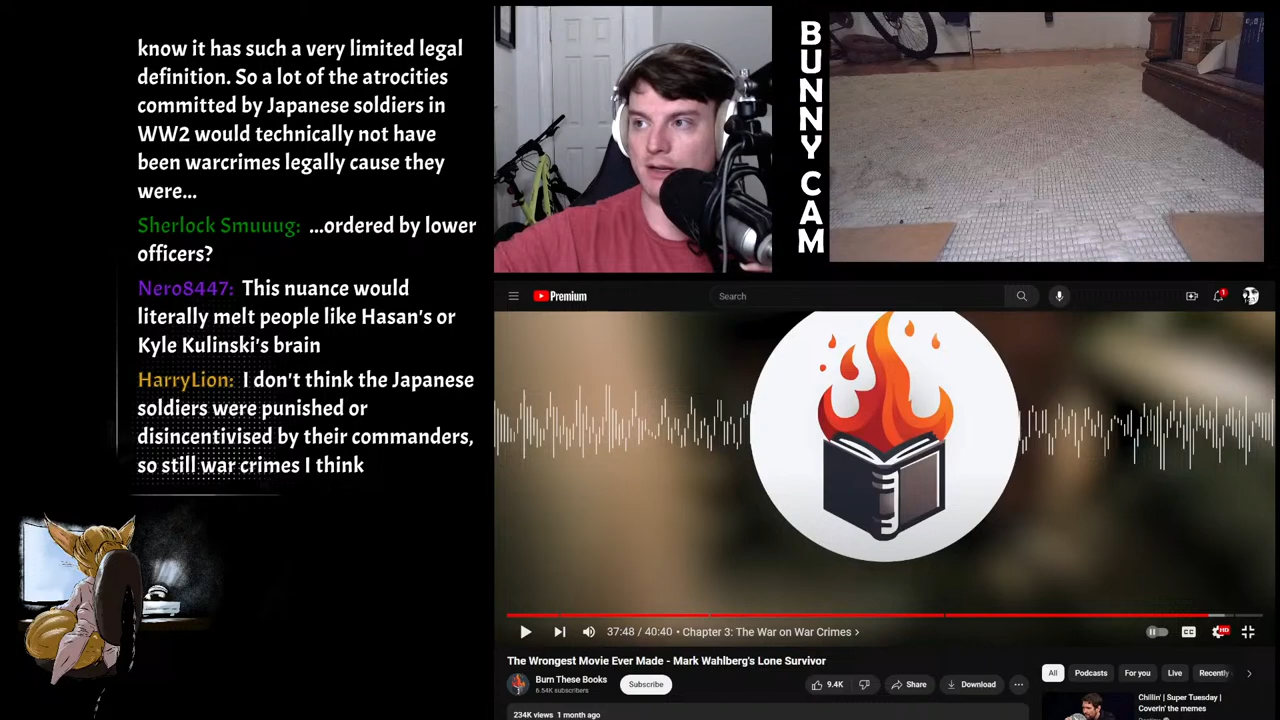 know it has such a very limited legal
definition. So a lot of the atrocities
committed by Japanese soldiers in
WW2 would technically not have
been warcrimes legally cause they
were...
Sherlock Smuuug: ...ordered by lower
officers?
Nero8447: This nuance would
literally melt people like Hasan's or
Kyle Kulinski's brain
HarryLion: I don't think the Japanese
soldiers were punished or
disincentivised by their commanders,
so still war crimes I think
BUNNY CAM
Premium
Search
1
37:48 / 40:40 • Chapter 3: The War on War Crimes
HD
The Wrongest Movie Ever Made - Mark Wahlberg's Lone Survivor
Burn These Books
6.54K subscribers
Subscribe
9.4K
Share
Download
234K views 1 month ago
All
Podcasts
For you
Live
Recently
Chillin' | Super Tuesday |
Coverin' the memes